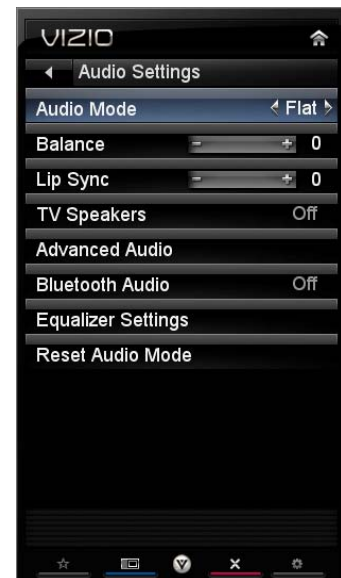 VIZIO
Audio Settings
Audio Mode Flat
Balance - + 0
Lip Sync - + 0
TV Speakers Off
Advanced Audio
Bluetooth Audio Off
Equalizer Settings
Reset Audio Mode
V